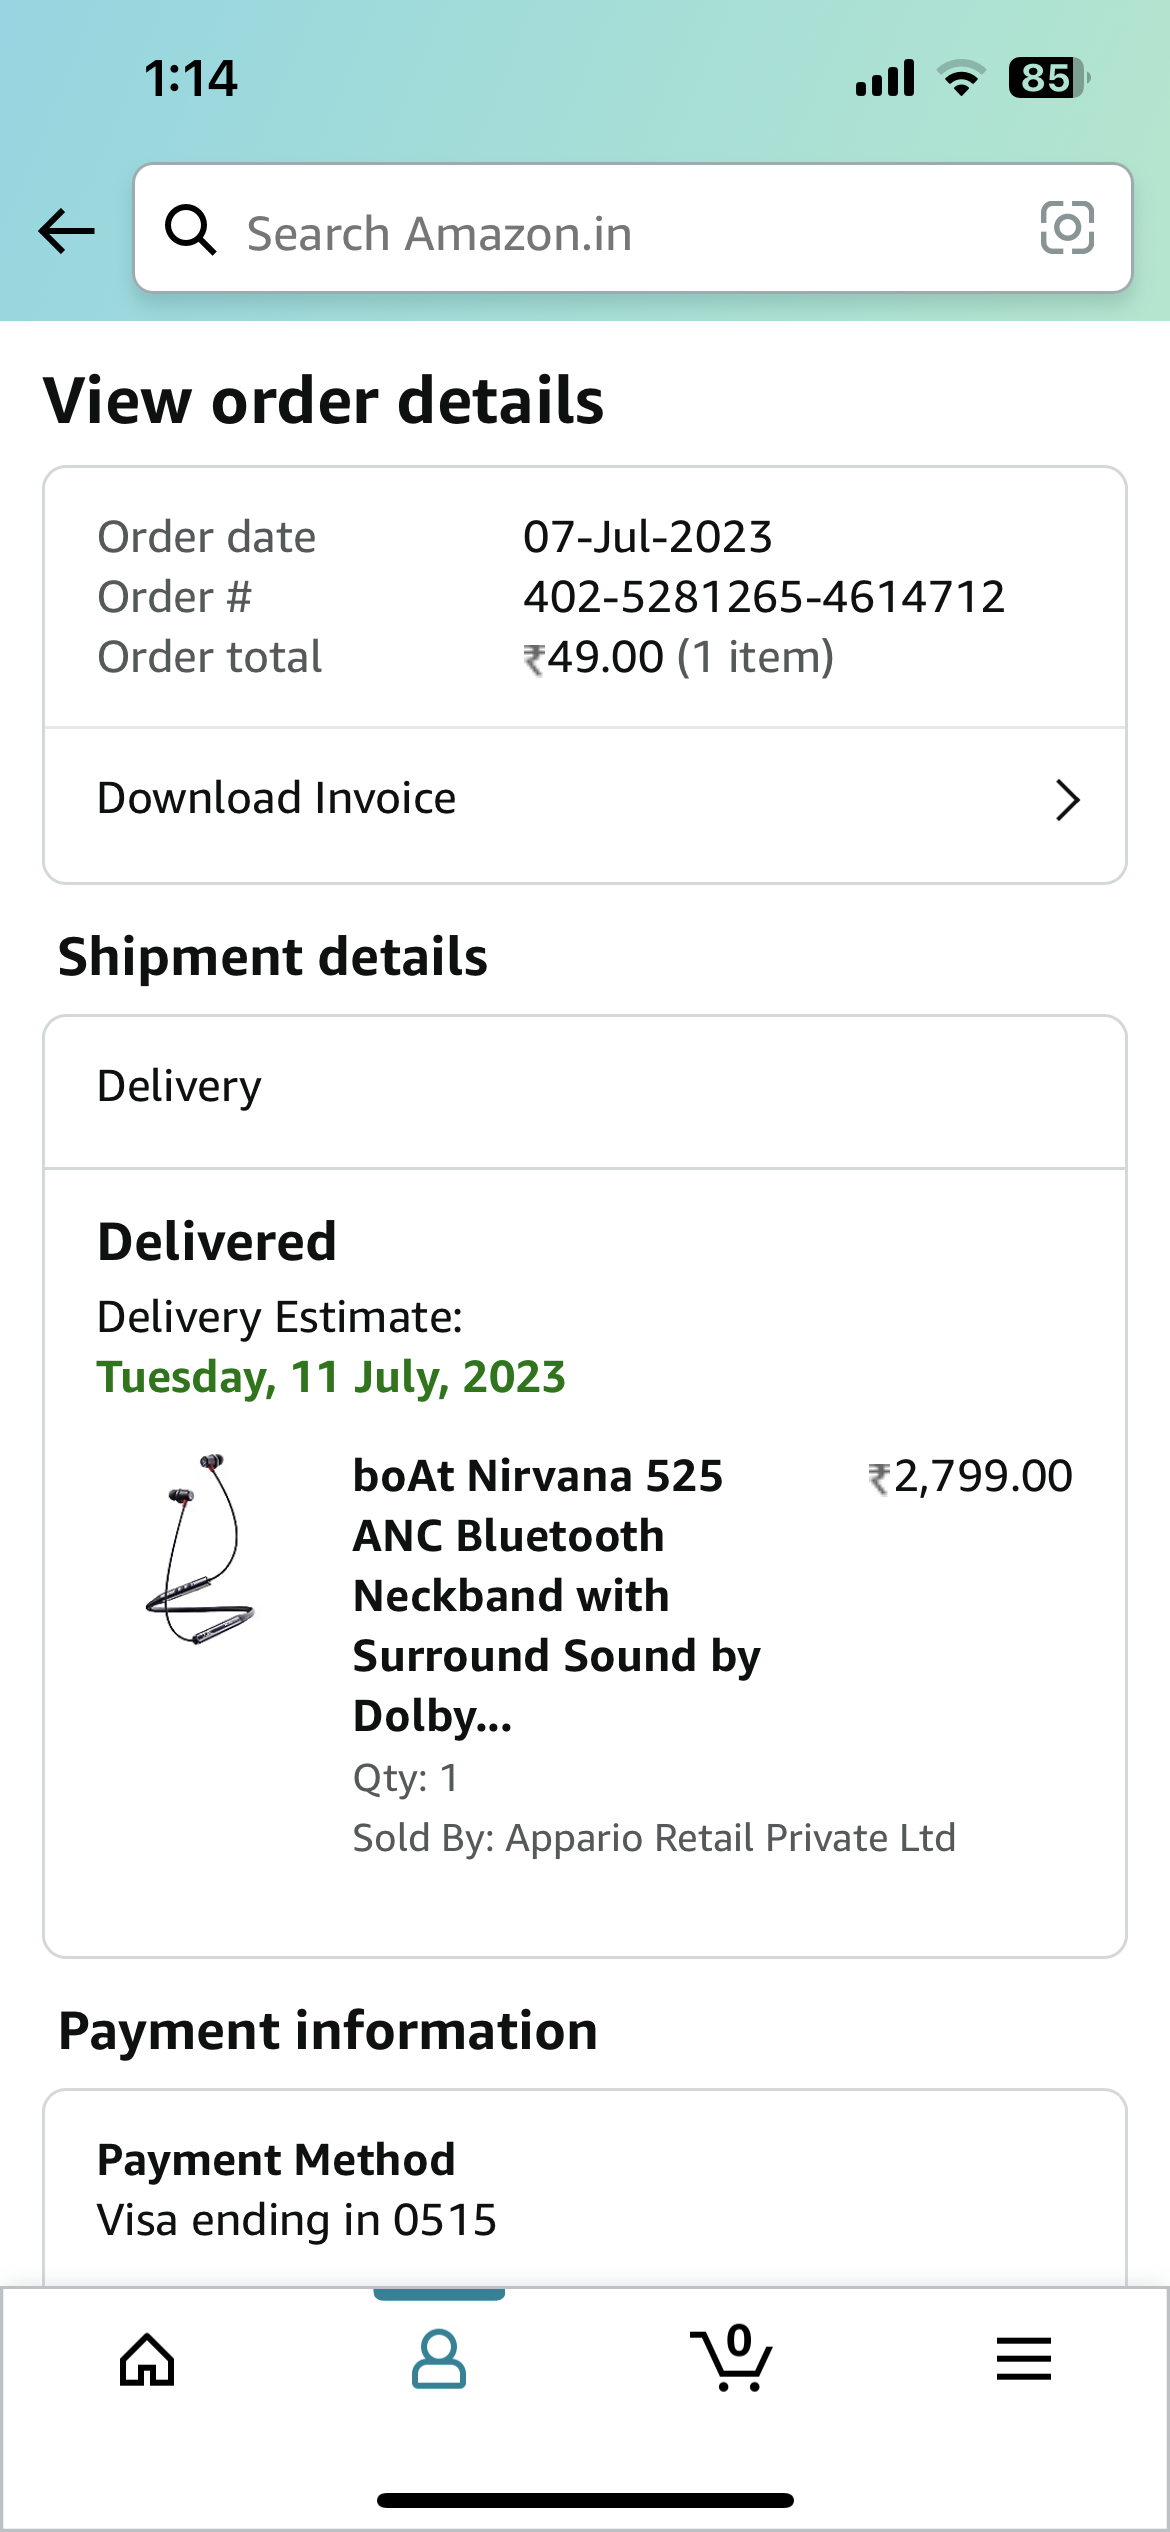 1:14
85
Search Amazon.in
View order details
Order date 07-Jul-2023
Order # 402-5281265-4614712
Order total ₹49.00 (1 item)
Download Invoice
Shipment details
Delivery
Delivered
Delivery Estimate:
Tuesday, 11 July, 2023
boAt Nirvana 525 ₹2,799.00
ANC Bluetooth
Neckband with
Surround Sound by
Dolby...
Qty: 1
Sold By: Appario Retail Private Ltd
Payment information
Payment Method
Visa ending in 0515
0